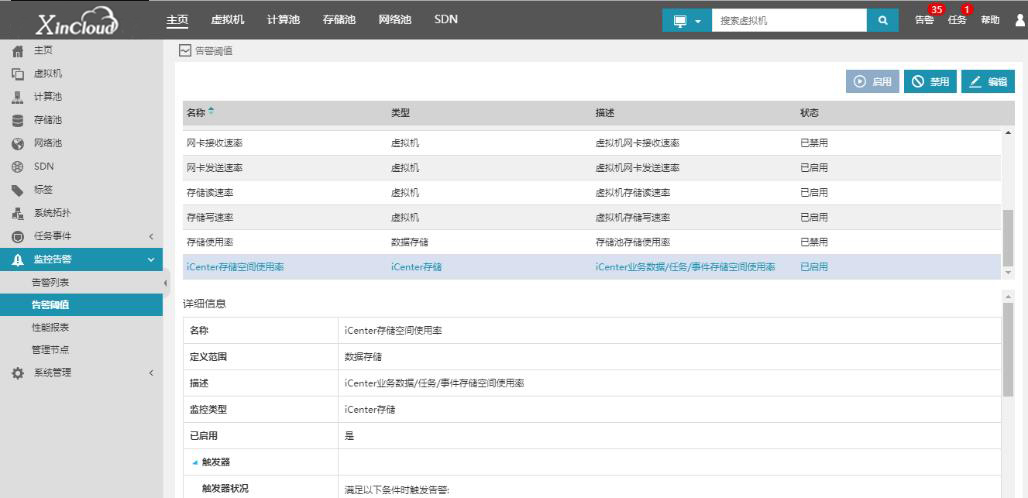 XinCloud 主页 虚拟机 计算池 存储池 网络池 SDN 搜索虚拟机 告警 35 任务 1 帮助
主页
虚拟机
计算池
存储池
网络池
SDN
标签
系统拓扑
任务事件
监控告警
告警列表
告警阈值
性能报表
管理节点
系统管理
告警阈值
启用 禁用 编辑
名称 类型 描述 状态
网卡接收速率 虚拟机 虚拟机网卡接收速率 已禁用
网卡发送速率 虚拟机 虚拟机网卡发送速率 已启用
存储读速率 虚拟机 虚拟机存储读速率 已启用
存储写速率 虚拟机 虚拟机存储写速率 已启用
存储使用率 数据存储 存储池存储使用率 已禁用
iCenter存储空间使用率 iCenter存储 iCenter业务数据/任务/事件存储空间使用率 已启用
详细信息
名称 iCenter存储空间使用率
定义范围 数据存储
描述 iCenter业务数据/任务/事件存储空间使用率
监控类型 iCenter存储
已启用 是
触发器
触发器状况 满足以下条件时触发告警: